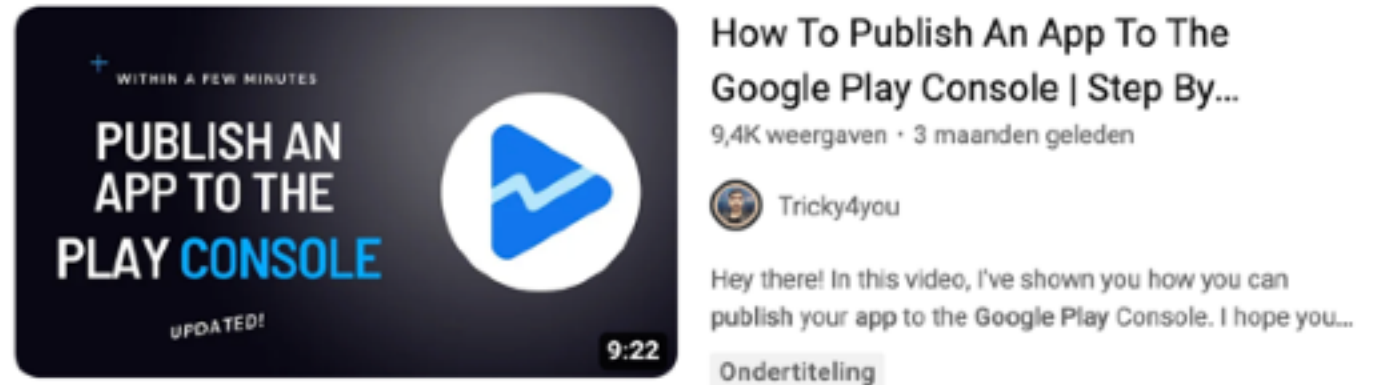 WITHIN A FEW MINUTES
PUBLISH AN
APP TO THE
PLAY CONSOLE
UPDATED!
9:22
How To Publish An App To The
Google Play Console | Step By...
9,4K weergaven · 3 maanden geleden
Tricky4you
Hey there! In this video, I've shown you how you can
publish your app to the Google Play Console. I hope you...
Ondertiteling